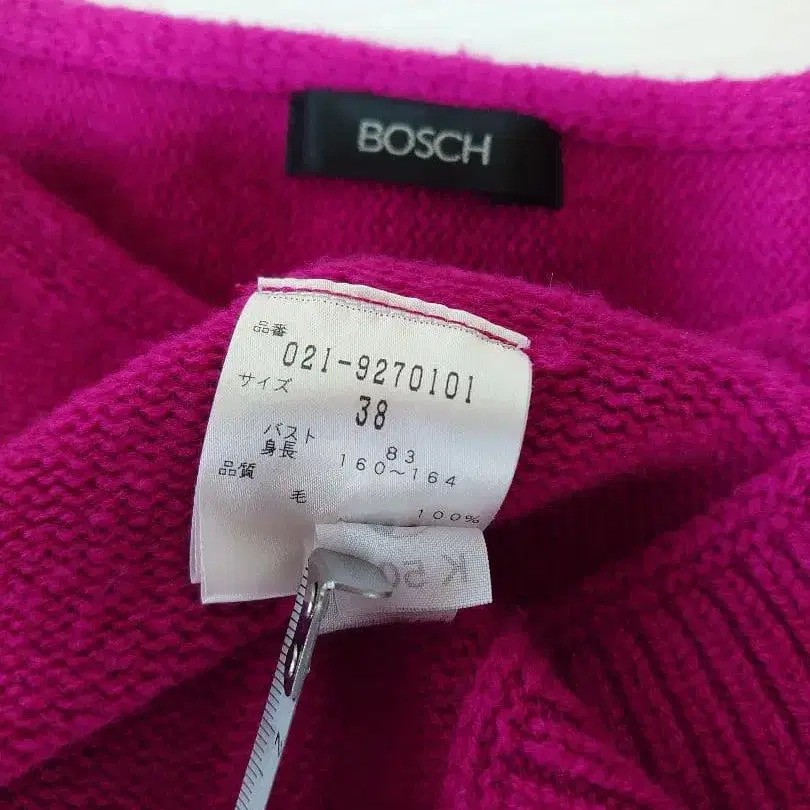 BOSCH
品番
021-9270101
サイズ
38
バスト 83
身長 160～164
品質
毛 100%